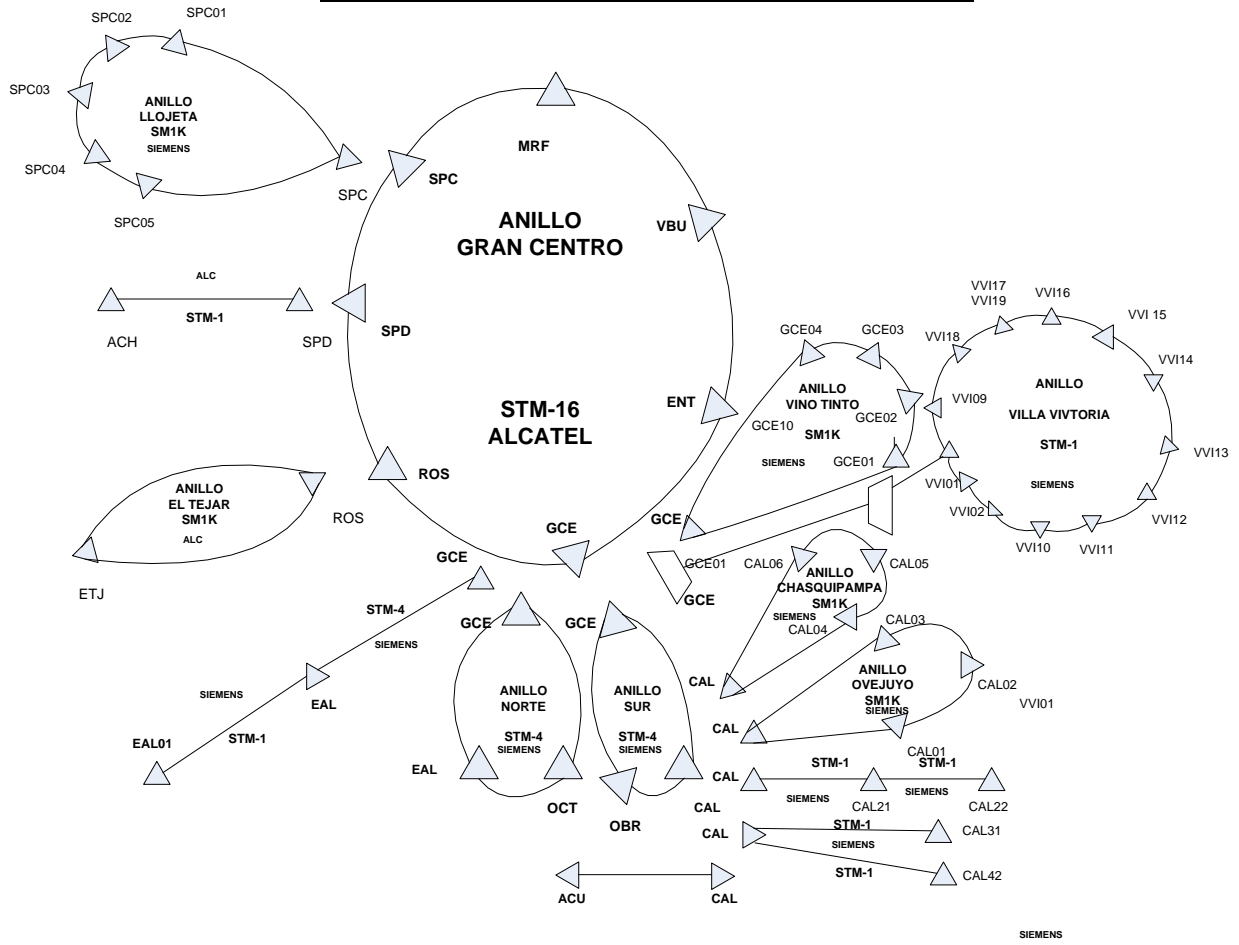 SPC02
SPC01
SPC03
ANILLO
LLOJETA
SM1K
SIEMENS
SPC04
SPC05
SPC
MRF
SPC
ANILLO
GRAN CENTRO
VBU
ALC
STM-1
ACH
SPD
SPD
STM-16
ALCATEL
ENT
ROS
GCE
ANILLO
EL TEJAR
SM1K
ALC
ROS
ETJ
GCE04
GCE03
ANILLO
VINO TINTO
SM1K
SIEMENS
GCE10
GCE02
GCE01
GCE
VVI17
VVI19
VVI16
VVI 15
VVI18
VVI14
ANILLO
VILLA VIVTORIA
STM-1
SIEMENS
VVI09
VVI13
VVI01
VVI02
VVI12
VVI10
VVI11
GCE01
GCE
CAL06
CAL05
ANILLO
CHASQUIPAMPA
SM1K
SIEMENS
CAL04
CAL
GCE
STM-4
SIEMENS
SIEMENS
EAL
STM-1
EAL01
GCE
ANILLO
NORTE
STM-4
SIEMENS
EAL
OCT
GCE
ANILLO
SUR
STM-4
SIEMENS
OBR
CAL
CAL03
ANILLO
OVEJUYO
SM1K
SIEMENS
CAL02
VVI01
CAL
CAL01
CAL
STM-1
STM-1
SIEMENS
SIEMENS
CAL21
CAL22
CAL
STM-1
SIEMENS
STM-1
CAL31
CAL42
ACU
CAL
SIEMENS